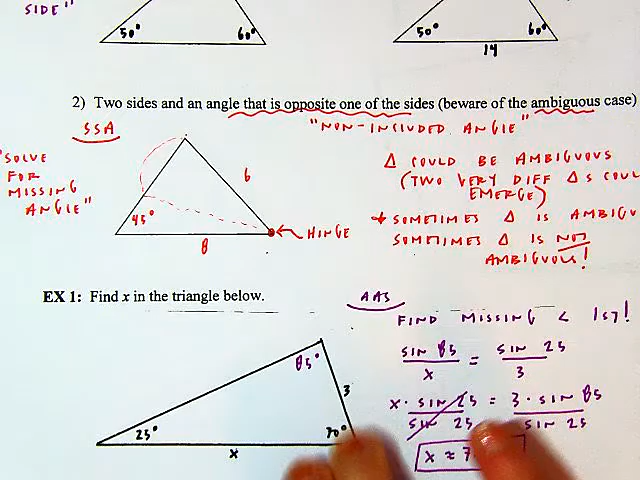 SIDE"
50°
60°
50°
60°
14
2) Two sides and an angle that is opposite one of the sides (beware of the ambiguous case)
SSA
"NON-INCLUDED ANGLE"
"SOLVE
FOR
MISSING
ANGLE"
6
45°
8
HINGE
Δ COULD BE AMBIGUOUS
(TWO VERY DIFF ΔS COUL
EMERGE)
* SOMETIMES Δ IS AMBIGU
SOMETIMES Δ IS NOT
AMBIGUOUS!
EX 1: Find x in the triangle below.
AAS
FIND MISSING < 1ST!
85°
3
25°
70°
x
sin 85 / x = sin 25 / 3
x · sin 25 / sin 25 = 3 · sin 85 / sin 25
x ≈ 7